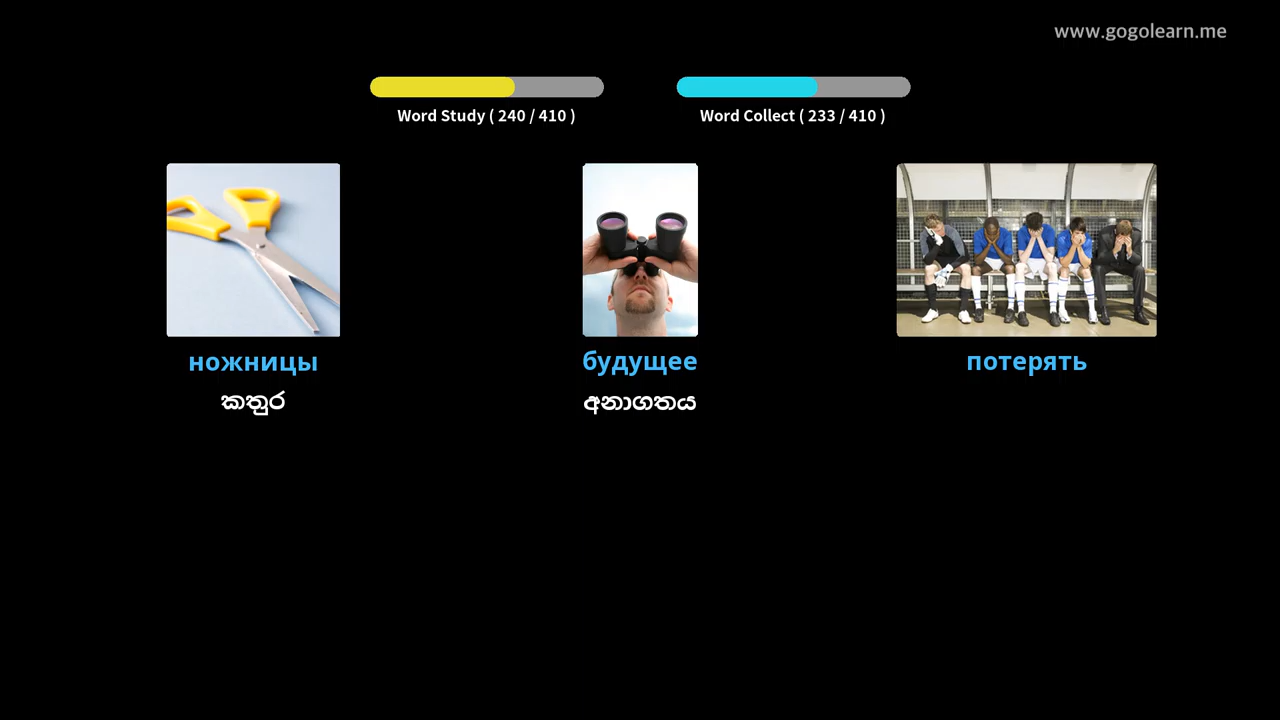 www.gogolearn.me
Word Study ( 240 / 410 )
Word Collect ( 233 / 410 )
ножницы
කතුර
будущее
අනාගතය
потерять